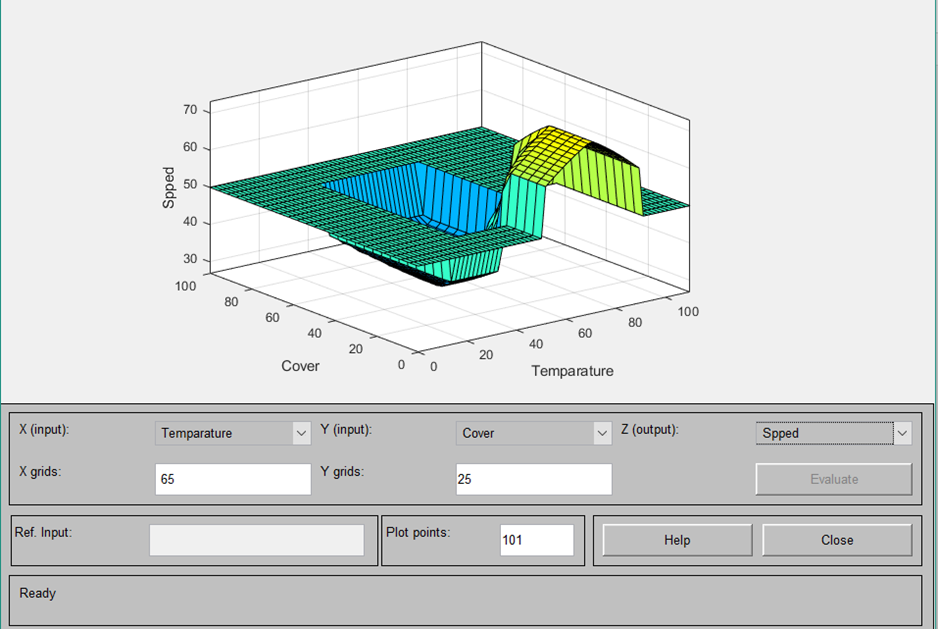 70
60
50
40
30
Spped
100
80
60
40
20
0
Cover
0
20
40
60
80
100
Temparature
X (input): Temparature Y (input): Cover Z (output): Spped
X grids: 65 Y grids: 25 Evaluate
Ref. Input: Plot points: 101 Help Close
Ready